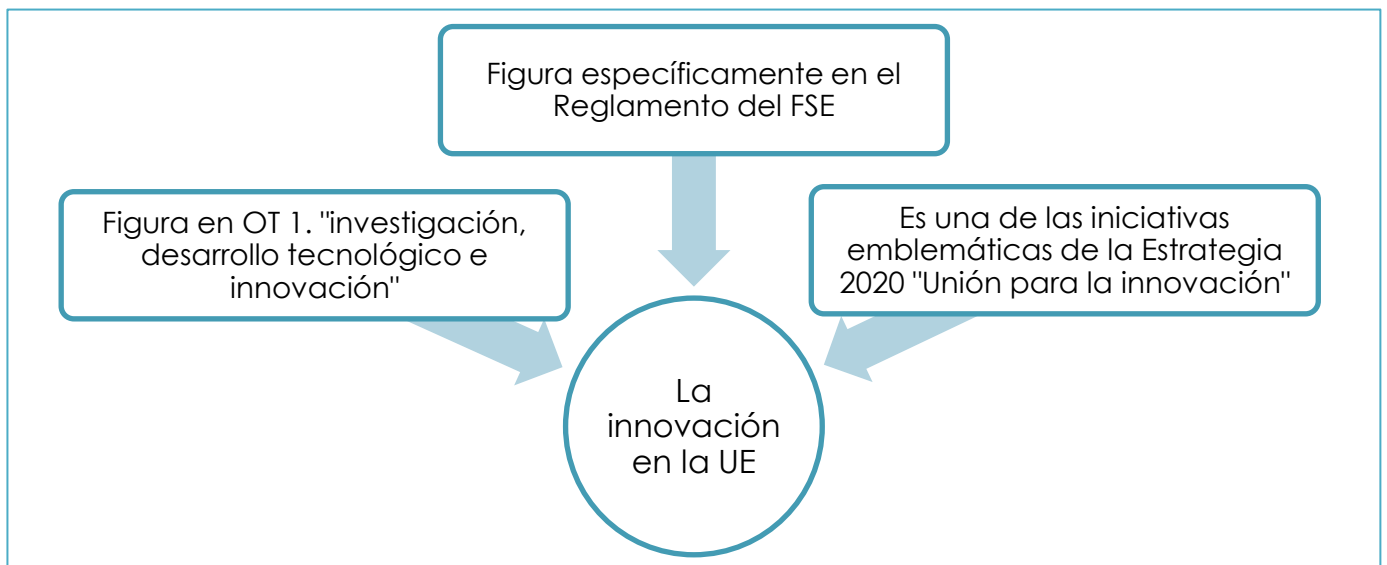 Figura específicamente en el
Reglamento del FSE
Figura en OT 1. "investigación,
desarrollo tecnológico e
innovación"
Es una de las iniciativas
emblemáticas de la Estrategia
2020 "Unión para la innovación"
La
innovación
en la UE